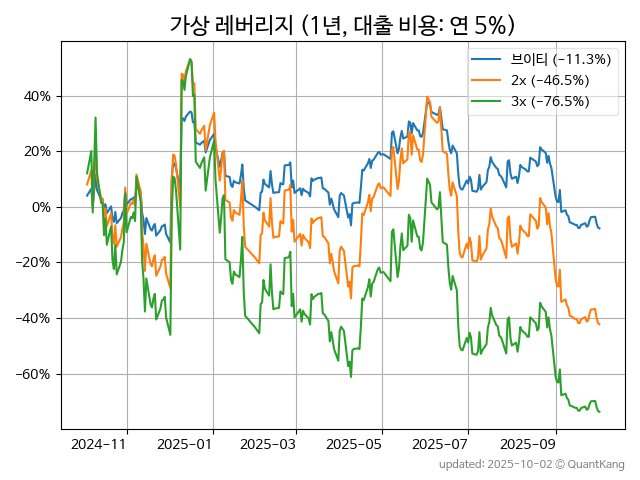 가상 레버리지 (1년, 대출 비용: 연 5%)
브이티 (−11.3%)
2x (−46.5%)
3x (−76.5%)
40%
20%
0%
−20%
−40%
−60%
2024-11
2025-01
2025-03
2025-05
2025-07
2025-09
updated: 2025-10-02 © QuantKang